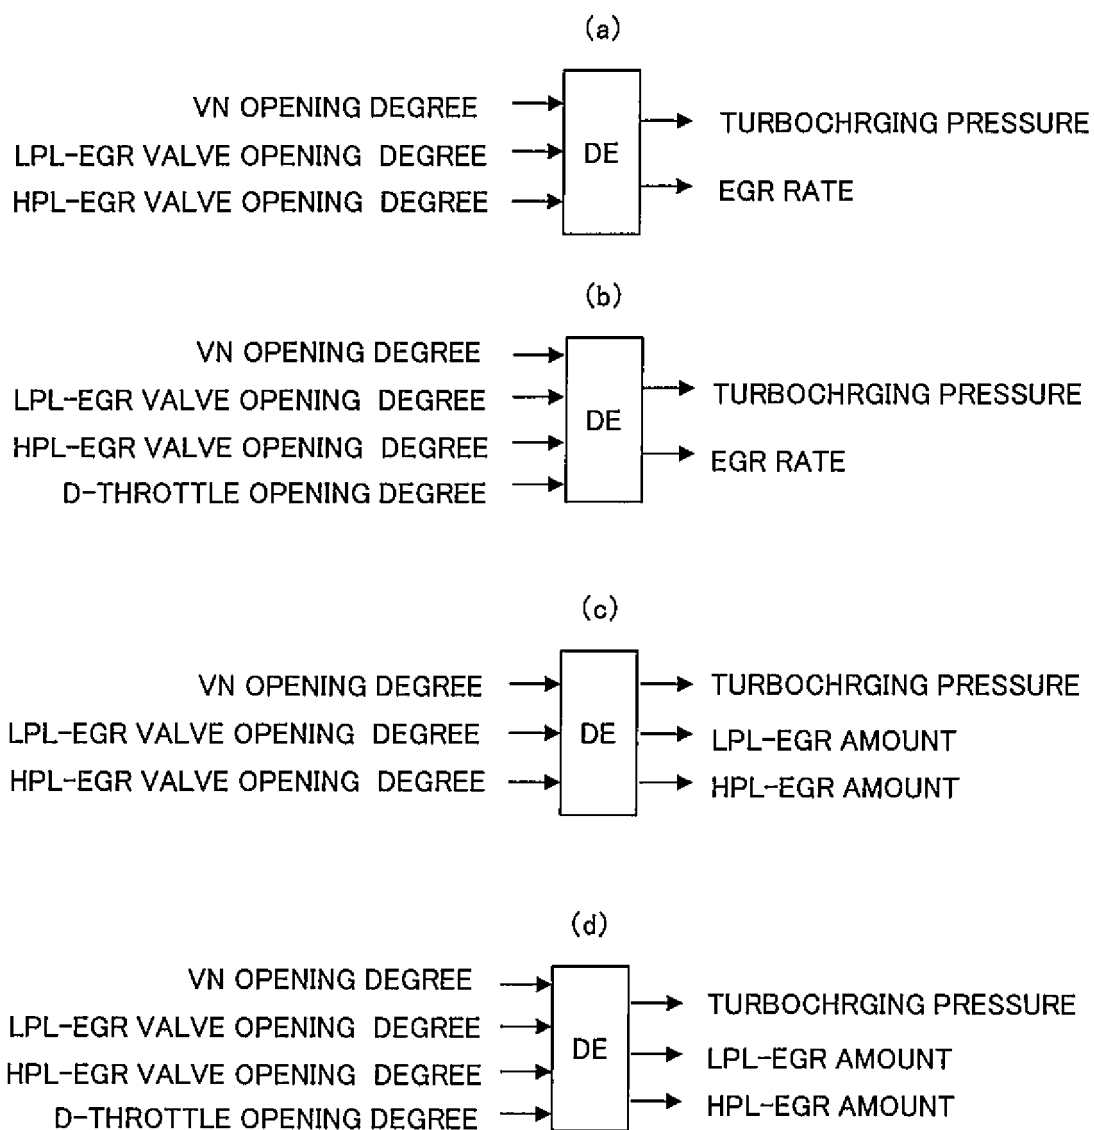 (a)
VN OPENING DEGREE
LPL-EGR VALVE OPENING DEGREE
HPL-EGR VALVE OPENING DEGREE
DE
TURBOCHRGING PRESSURE
EGR RATE
(b)
VN OPENING DEGREE
LPL-EGR VALVE OPENING DEGREE
HPL-EGR VALVE OPENING DEGREE
D-THROTTLE OPENING DEGREE
DE
TURBOCHRGING PRESSURE
EGR RATE
(c)
VN OPENING DEGREE
LPL-EGR VALVE OPENING DEGREE
HPL-EGR VALVE OPENING DEGREE
DE
TURBOCHRGING PRESSURE
LPL-EGR AMOUNT
HPL-EGR AMOUNT
(d)
VN OPENING DEGREE
LPL-EGR VALVE OPENING DEGREE
HPL-EGR VALVE OPENING DEGREE
D-THROTTLE OPENING DEGREE
DE
TURBOCHRGING PRESSURE
LPL-EGR AMOUNT
HPL-EGR AMOUNT